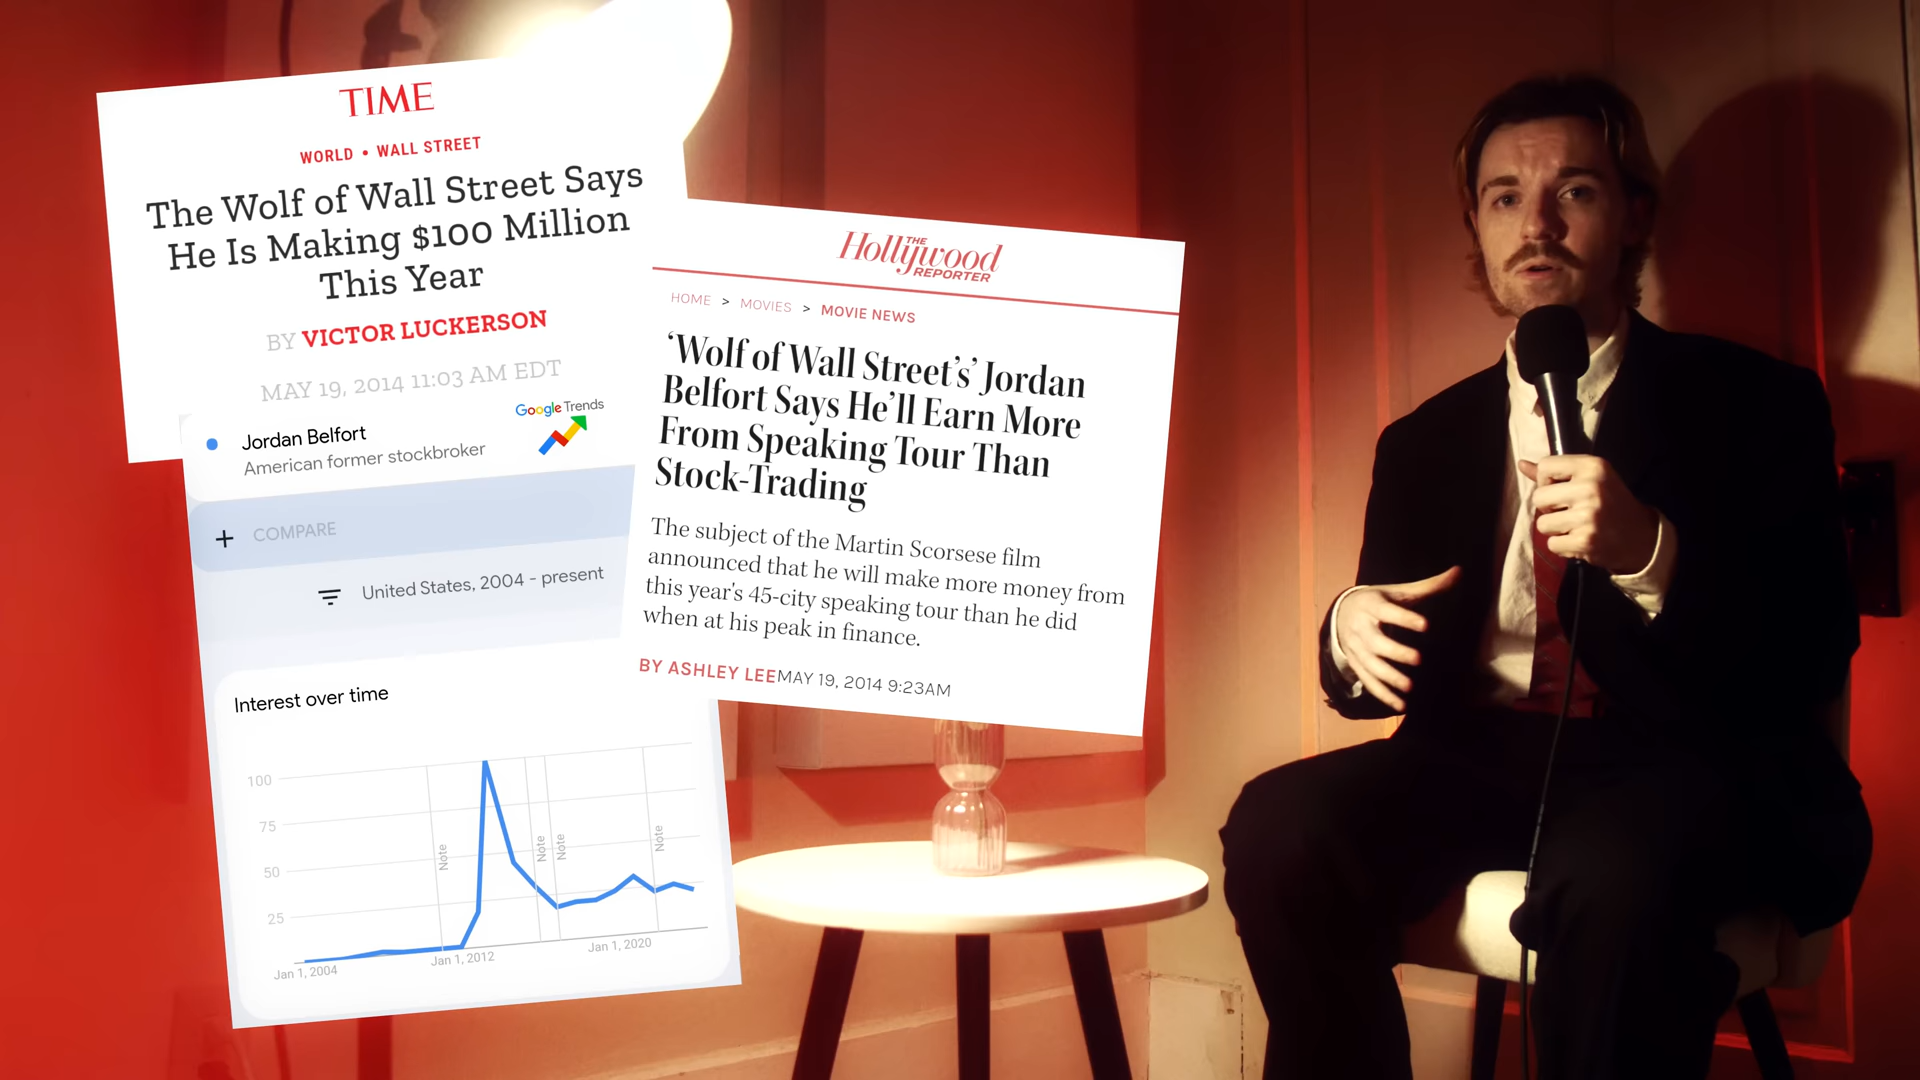 TIME
WORLD • WALL STREET
The Wolf of Wall Street Says
He Is Making $100 Million
This Year
BY VICTOR LUCKERSON
MAY 19, 2014 11:03 AM EDT
Google Trends
Jordan Belfort
American former stockbroker
+ COMPARE
United States, 2004 - present
Interest over time
100
75
50
25
Note
Note
Note
Note
Jan 1, 2004
Jan 1, 2012
Jan 1, 2020
THE
Hollywood
REPORTER
HOME > MOVIES > MOVIE NEWS
‘Wolf of Wall Street’s’ Jordan
Belfort Says He’ll Earn More
From Speaking Tour Than
Stock-Trading
The subject of the Martin Scorsese film
announced that he will make more money from
this year's 45-city speaking tour than he did
when at his peak in finance.
BY ASHLEY LEEMAY 19, 2014 9:23AM